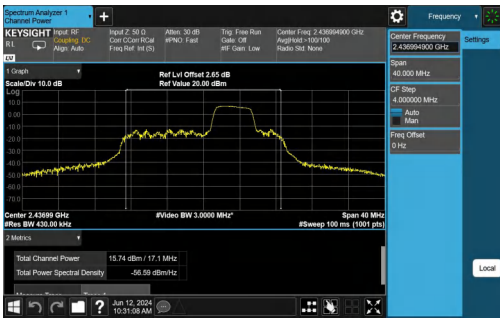 Spectrum Analyzer 1
Channel Power
Frequency
KEYSIGHT
Input: RF
Coupling: DC
Align: Auto
Input Z: 50 Ω
Corr CCorr RCal
Freq Ref: Int (S)
Atten: 30 dB
#PNO: Fast
Trig: Free Run
Gate: Off
#IF Gain: Low
Center Freq: 2.436994900 GHz
Avg|Hold:>100/100
Radio Std: None
RL
1 Graph
Scale/Div 10.0 dB
Ref Lvl Offset 2.65 dB
Ref Value 20.00 dBm
Log
10.0
0.00
-10.0
-20.0
-30.0
-40.0
-50.0
-60.0
-70.0
Center 2.43699 GHz
#Video BW 3.0000 MHz*
Span 40 MHz
#Res BW 430.00 kHz
#Sweep 100 ms (1001 pts)
2 Metrics
Total Channel Power
15.74 dBm / 17.1 MHz
Total Power Spectral Density
-56.59 dBm/Hz
Center Frequency
2.436994900 GHz
Settings
Span
40.000 MHz
CF Step
4.000000 MHz
Auto
Man
Freq Offset
0 Hz
Local
?
Jun 12, 2024
10:31:08 AM